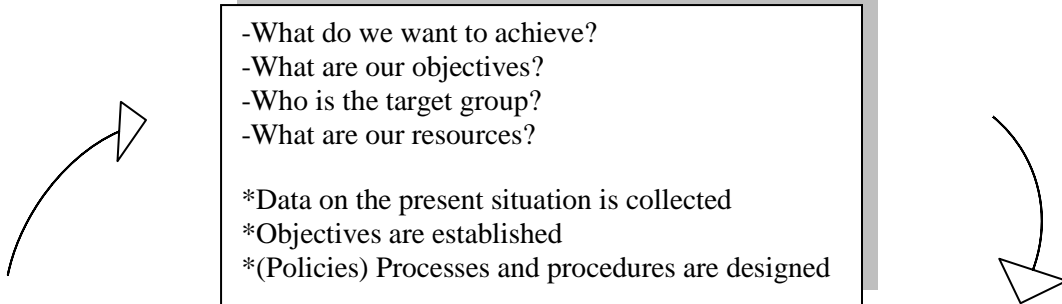 -What do we want to achieve?
-What are our objectives?
-Who is the target group?
-What are our resources?
*Data on the present situation is collected
*Objectives are established
*(Policies) Processes and procedures are designed